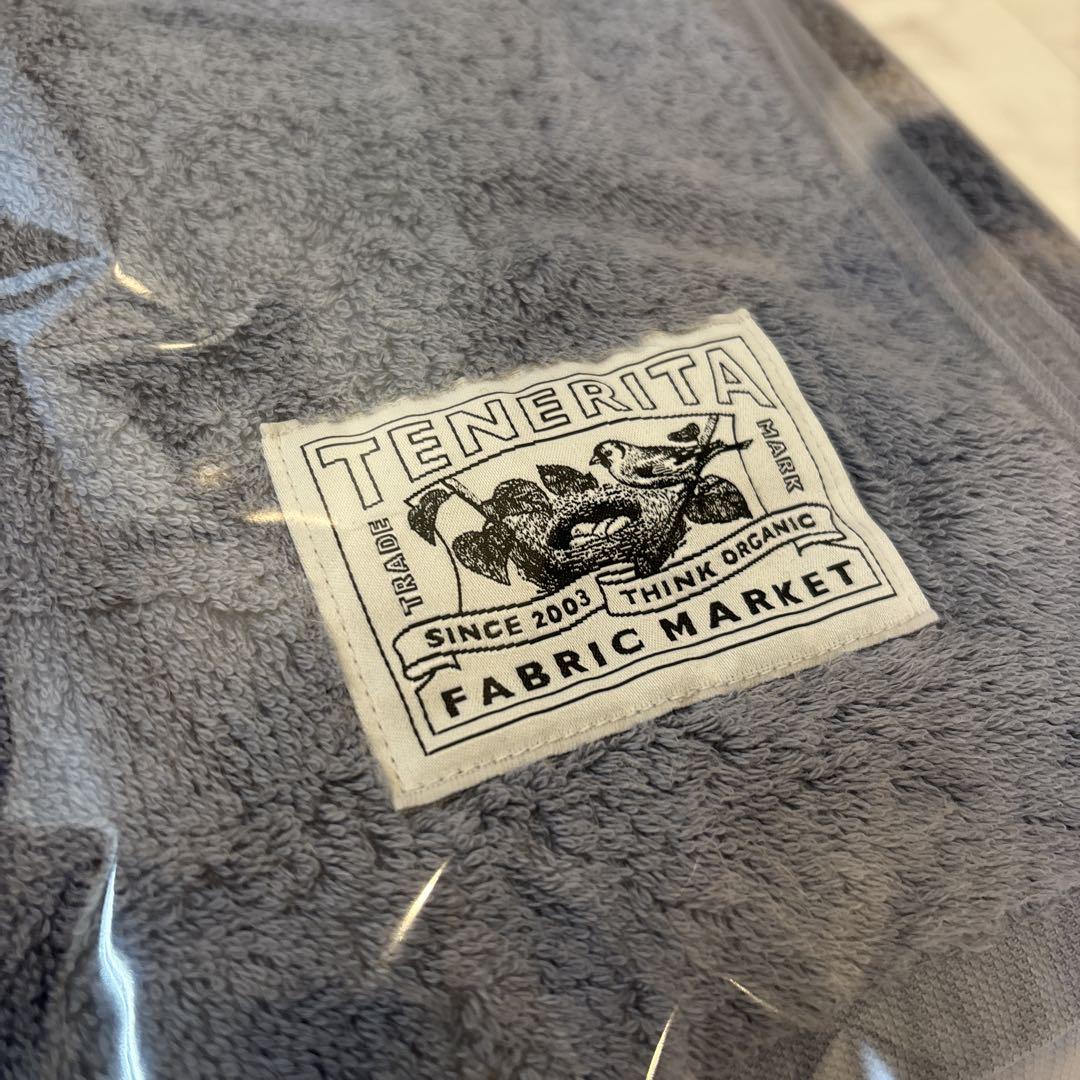 TENERITA
TRADE MARK
SINCE 2003 THINK ORGANIC
FABRIC MARKET